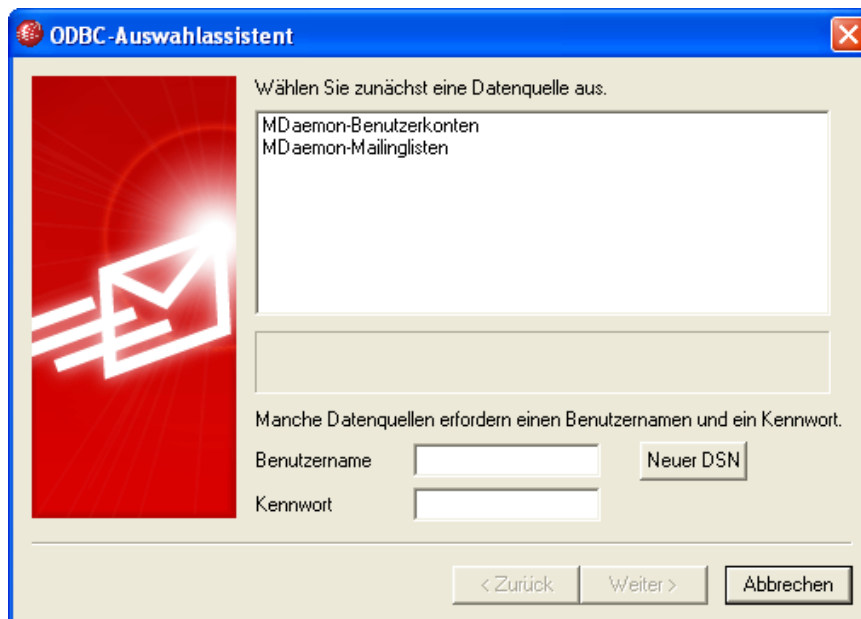 ODBC-Auswahlassistent
Wählen Sie zunächst eine Datenquelle aus.
MDaemon-Benutzerkonten
MDaemon-Mailinglisten
Manche Datenquellen erfordern einen Benutzernamen und ein Kennwort.
Benutzername
Neuer DSN
Kennwort
< Zurück
Weiter >
Abbrechen